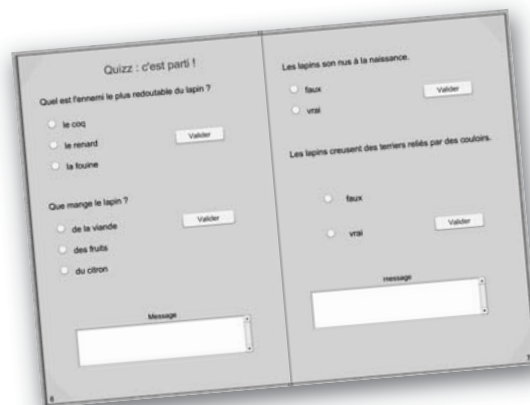 Quizz : c'est parti !
Quel est l'ennemi le plus redoutable du lapin ?
le coq
le renard
Valider
la fouine
Que mange le lapin ?
de la viande
Valider
des fruits
du citron
Message
6
Les lapins son nus à la naissance.
faux
Valider
vrai
Les lapins creusent des terriers reliés par des couloirs.
faux
vrai
Valider
message